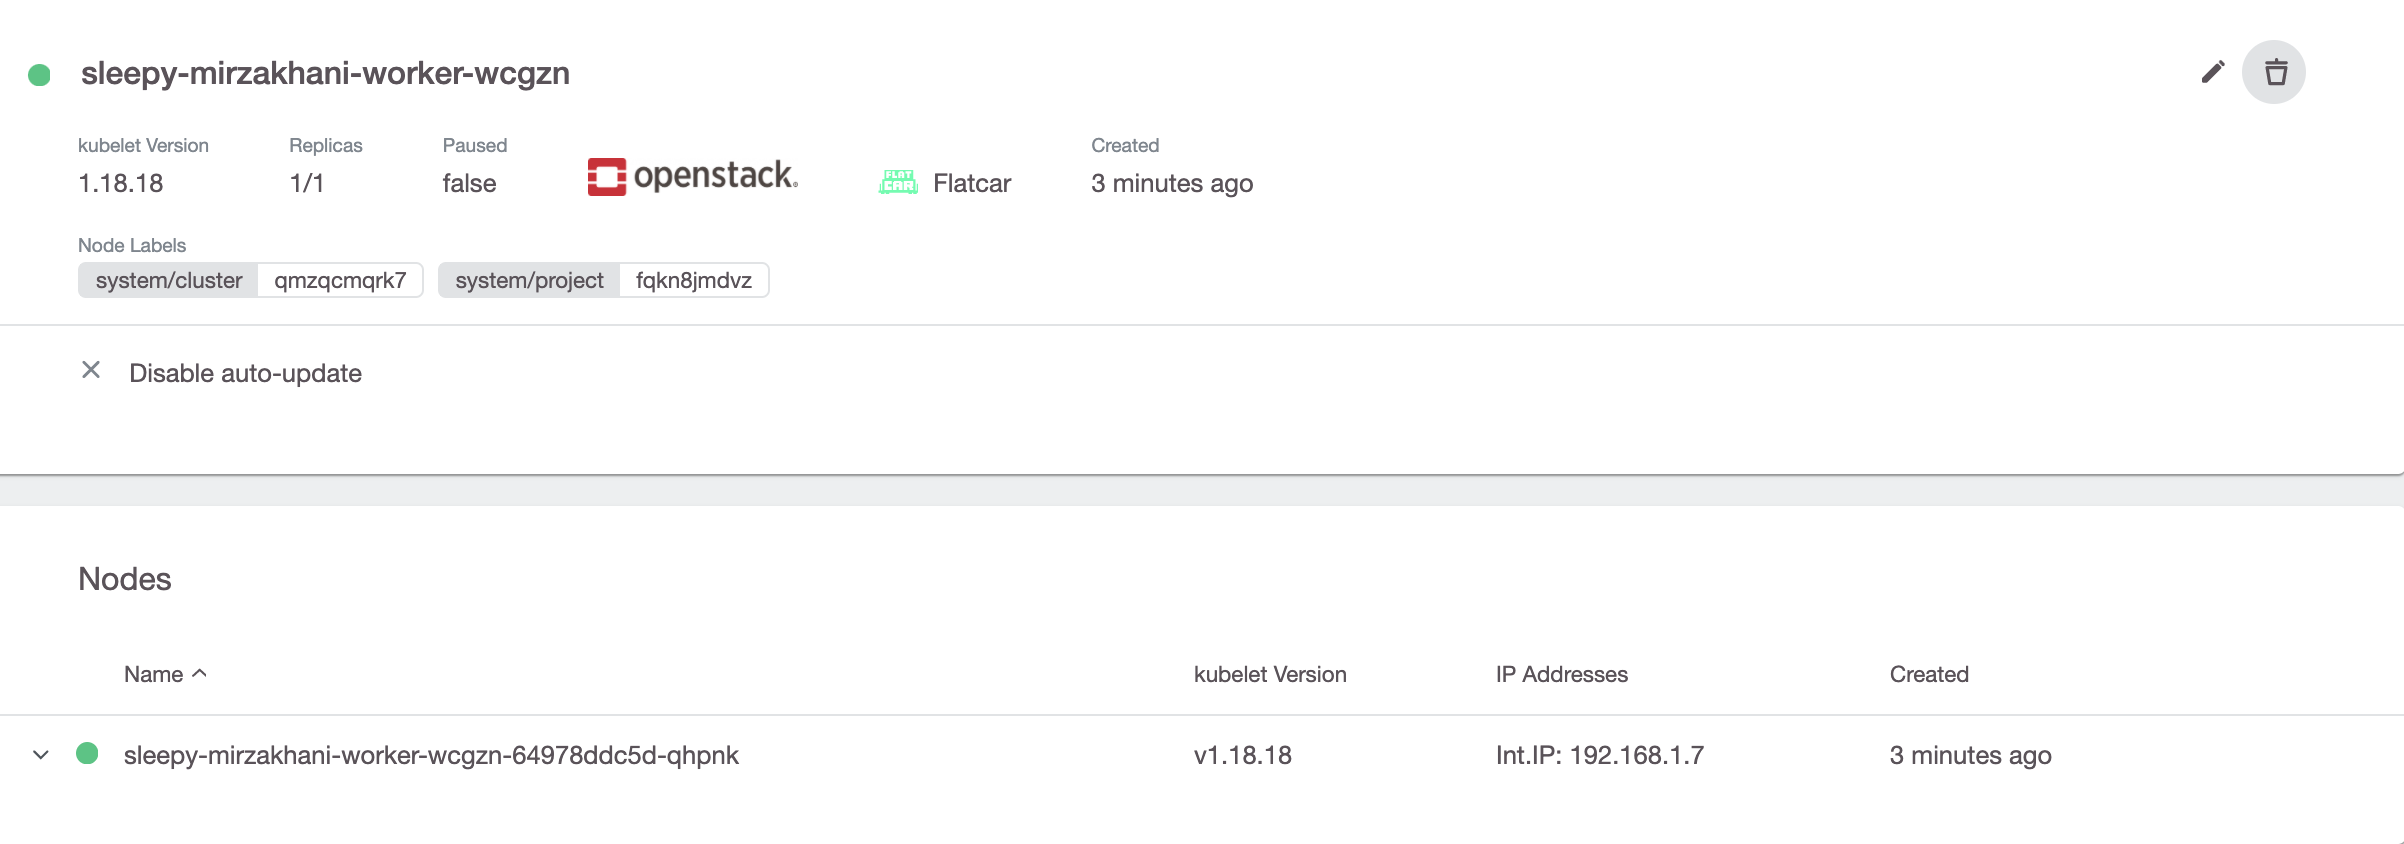 sleepy-mirzakhani-worker-wcgzn
kubelet Version Replicas Paused Created
1.18.18 1/1 false openstack. FLAT CAR Flatcar 3 minutes ago
Node Labels
system/cluster qmzqcmqrk7 system/project fqkn8jmdvz
Disable auto-update
Nodes
Name kubelet Version IP Addresses Created
sleepy-mirzakhani-worker-wcgzn-64978ddc5d-qhpnk v1.18.18 Int.IP: 192.168.1.7 3 minutes ago